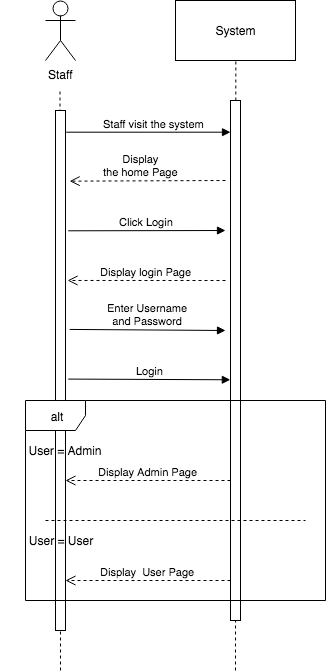 System
Staff
Staff visit the system
Display
the home Page
Click Login
Display login Page
Enter Username
and Password
Login
alt
User = Admin
Display Admin Page
User = User
Display  User Page